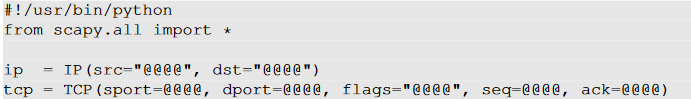 #!/usr/bin/python
from scapy.all import *
ip = IP(src="@@@@", dst="@@@@")
tcp = TCP(sport=@@@@, dport=@@@@, flags="@@@@", seq=@@@@, ack=@@@@)